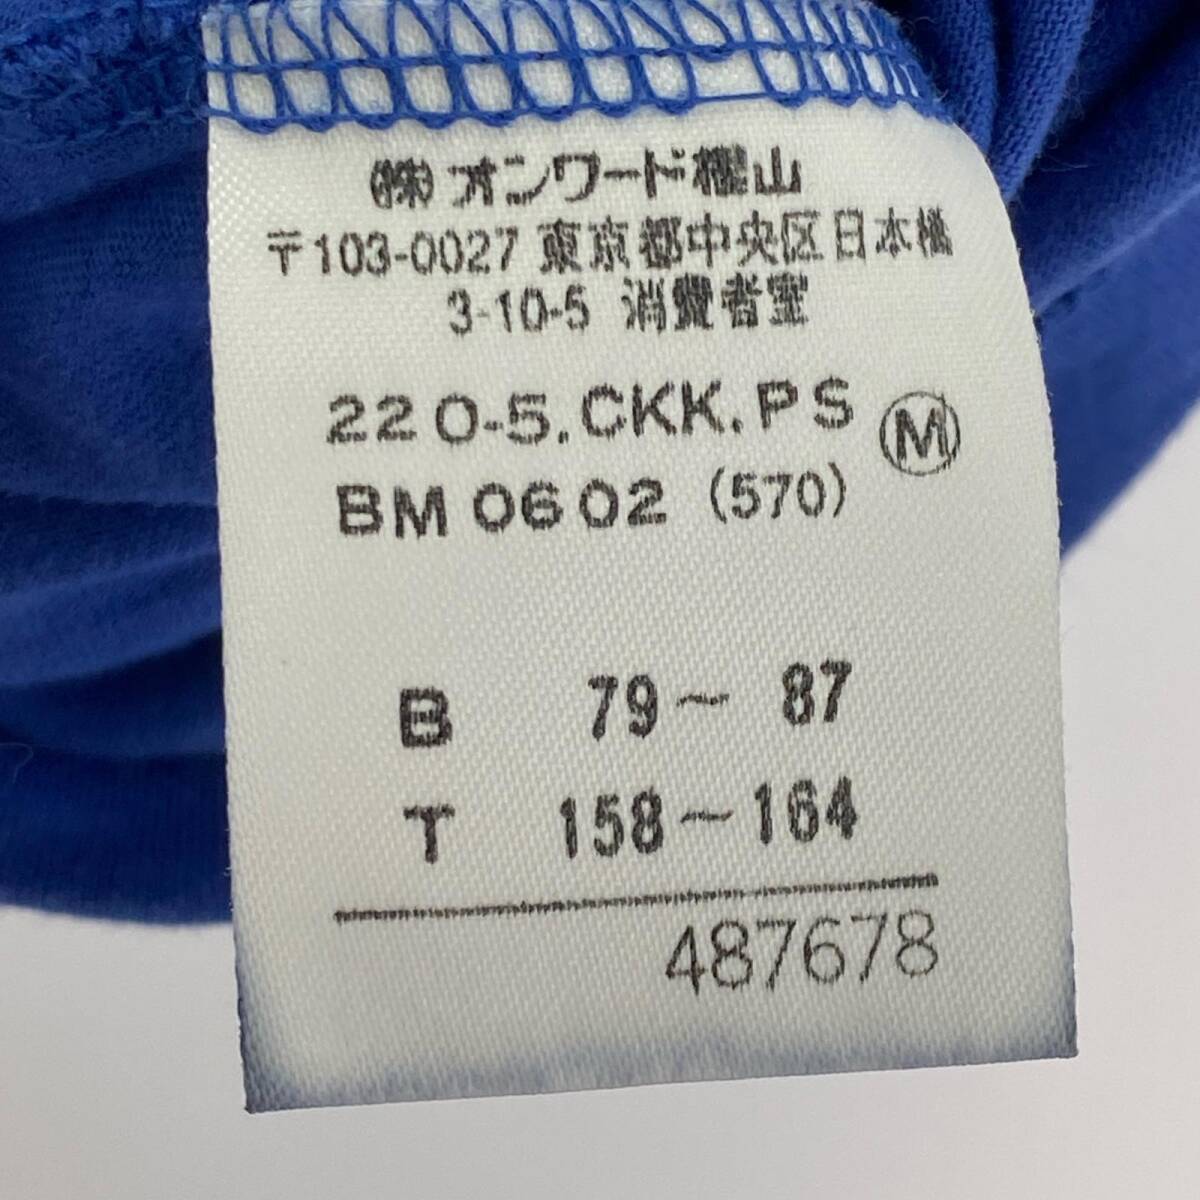 ㈱オンワード樫山
〒103-0027 東京都中央区日本橋
3-10-5 消費者室
220-5.CKK.PS Ⓜ
BM0602 (570)
B 79～87
T 158～164
487678